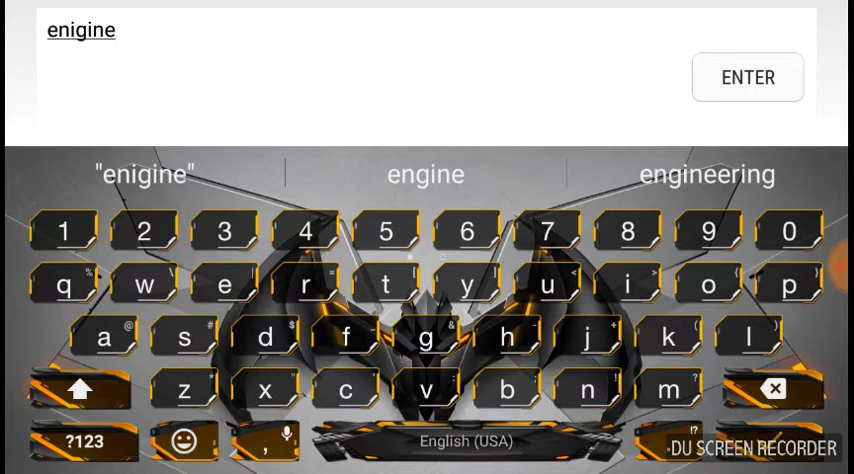 enigine
ENTER
"enigine" engine engineering
1 2 3 4 5 6 7 8 9 0
q % w \ e | r = t [ y ] u < i > o { p }
a @ s # d $ f _ g & h - j + k ( l )
z x " c ' v : b ; n ! m ?
?123 , English (USA) !?
DU SCREEN RECORDER